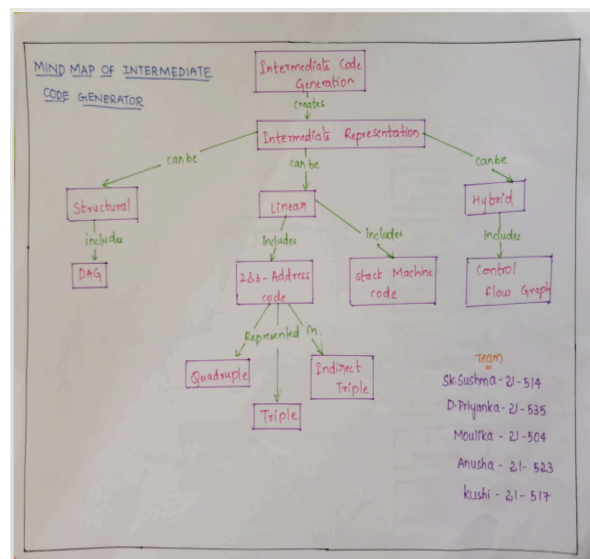 MIND MAP OF INTERMEDIATE
CODE GENERATOR
Intermediate Code
Generation
creates
Intermediate Representation
can be
can be
can be
Structural
Linear
Hybrid
includes
includes
includes
includes
DAG
2&3-Address
code
stact Machine
code
Control
flow Graph
Represented in.
Quadruple
Triple
Indirect
Triple
Team
Sk.Sushma-21-514
D.Priyanka-21-535
Moulika-21-504
Anusha-21-523
kushi-21-517